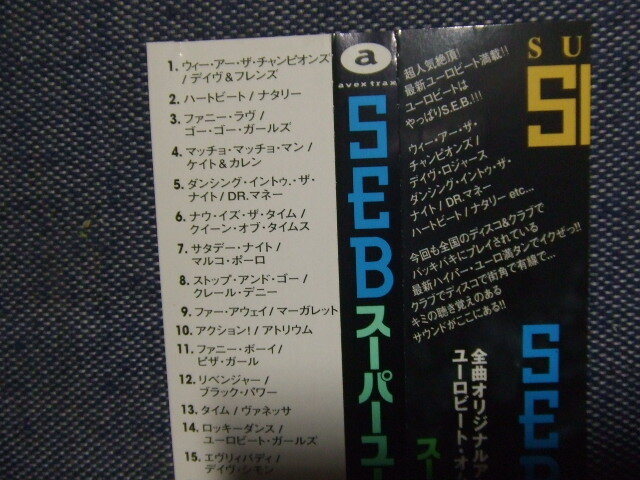 1. ウィー・アー・ザ・チャンピオンズ
/ デイヴ&フレンズ
2. ハートビート / ナタリー
3. ファニー・ラヴ /
ゴー・ゴー・ガールズ
4. マッチョ・マッチョ・マン /
ケイト&カレン
5. ダンシング・イントゥ・ザ・
ナイト / DR.マネー
6. ナウ・イズ・ザ・タイム /
クイーン・オブ・タイムス
7. サタデー・ナイト /
マルコ・ポーロ
8. ストップ・アンド・ゴー /
クレール・デニー
9. ファー・アウェイ / マーガレット
10. アクション! / アトリウム
11. ファニー・ボーイ /
ピザ・ガール
12. リベンジャー /
ブラック・パワー
13. タイム / ヴァネッサ
14. ロッキーダンス /
ユーロビート・ガールズ
15. エヴリィバディ /
デイヴ・シモン
a
avex trax
SEB スーパーユー
超人気絶頂!
最新ユーロビート満載!!
ユーロビートは
やっぱりS.E.B.!!!
ウィー・アー・ザ・
チャンピオンズ /
デイヴ・ロジャース
ダンシング・イントゥ・ザ・
ナイト / DR.マネー
ハートビート / ナタリー etc...
今回も全国のディスコ&クラブで
バッキバキにプレイされている
最新ハイパー・ユーロ満タンでイクぜっ!!
クラブでディスコで街角で有線で...
キミの聴き覚えのある
サウンドがここにある!!
全曲オリジナルア
ユーロビート・オム
SU
SEB
スー